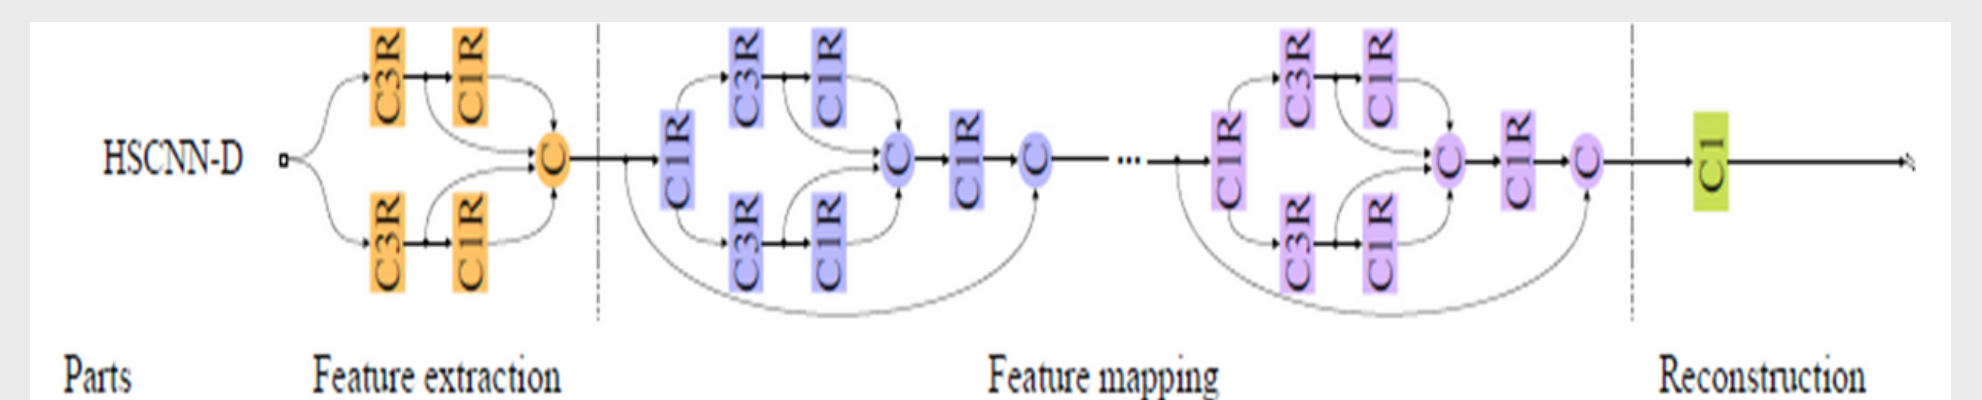 C3R C1R C3R C1R C3R C1R
HSCNN-D C C1R C C1R C ... C1R C C1R C C1
C3R C1R C3R C1R C3R C1R
Parts Feature extraction Feature mapping Reconstruction